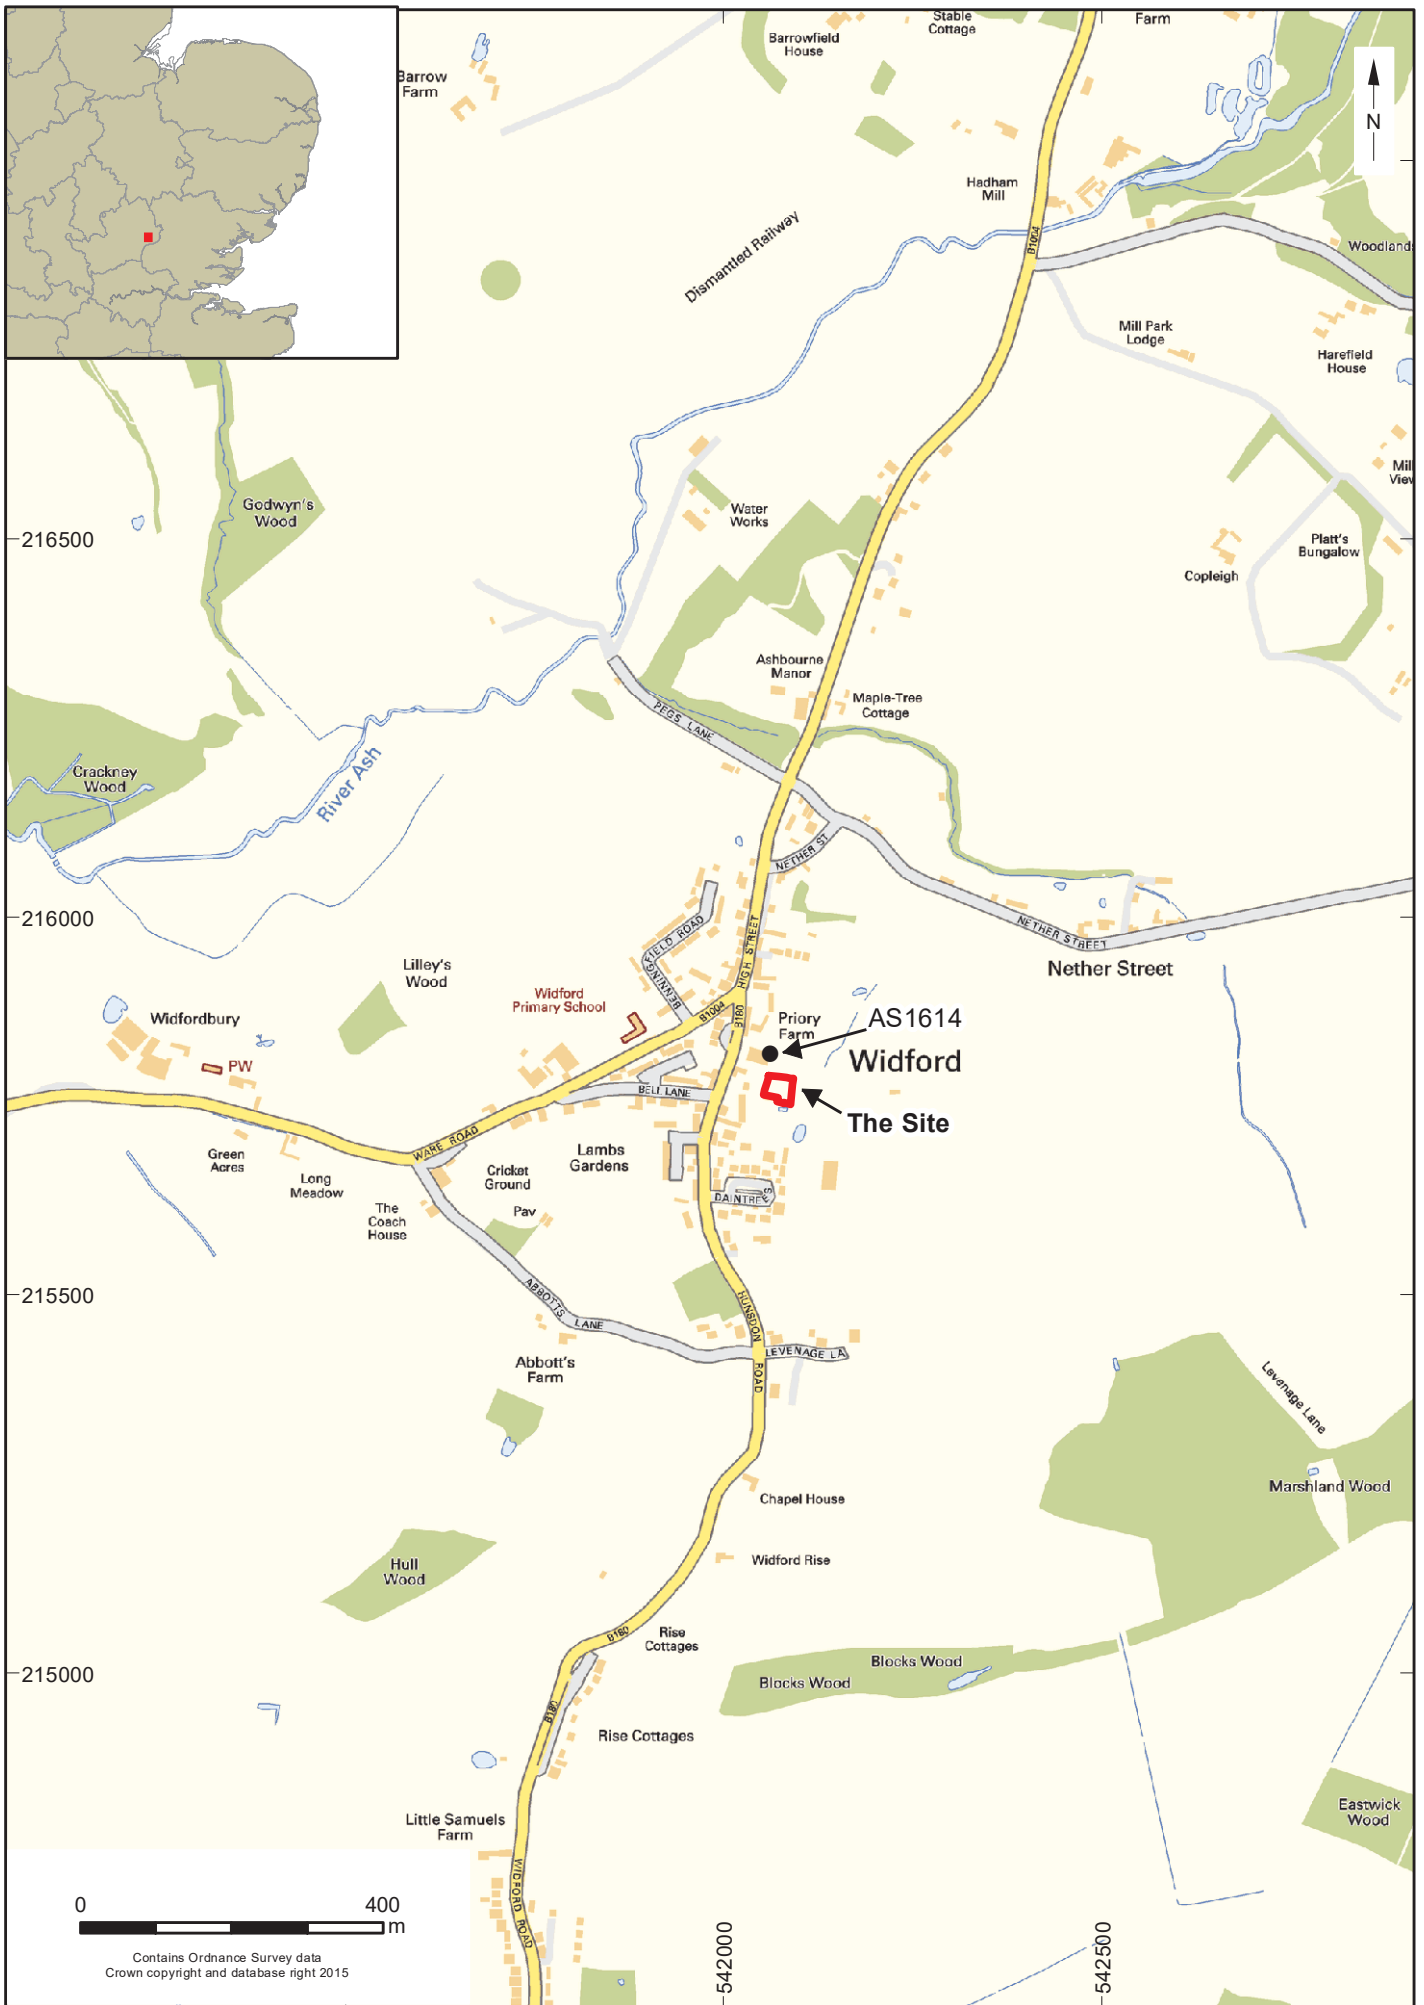 Stable
Cottage
Farm
Barrowfield
House
Barrow
Farm
N
Hadham
Mill
B1004
Dismantled Railway
Woodland
Mill Park
Lodge
Harefield
House
Mill
View
Godwyn's
Wood
Water
Works
216500
Platt's
Bungalow
Copleigh
Ashbourne
Manor
Maple-Tree
Cottage
PEGS LANE
Crackney
Wood
River Ash
NETHER ST
216000
BENNINGFIELD ROAD
HIGH STREET
NETHER STREET
Nether Street
Lilley's
Wood
Widford
Primary School
Widfordbury
B1004
B180
Priory
Farm
AS1614
Widford
PW
BELL LANE
The Site
WARE ROAD
Green
Acres
Long
Meadow
Cricket
Ground
Lambs
Gardens
The
Coach
House
Pav
DAINTREES
ABBOTTS LANE
215500
HUNSDON ROAD
LEVENAGE LA
Abbott's
Farm
Lavenage Lane
Marshland Wood
Chapel House
Hull
Wood
Widford Rise
B180
Rise
Cottages
Blocks Wood
Blocks Wood
215000
B180
Rise Cottages
Little Samuels
Farm
Eastwick
Wood
WIDFORD ROAD
0 400
m
Contains Ordnance Survey data
Crown copyright and database right 2015
542000
542500